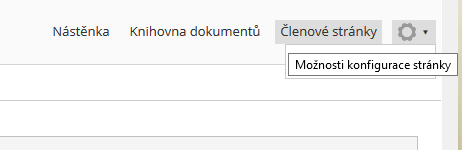 Nástěnka Knihovna dokumentů Členové stránky
Možnosti konfigurace stránky